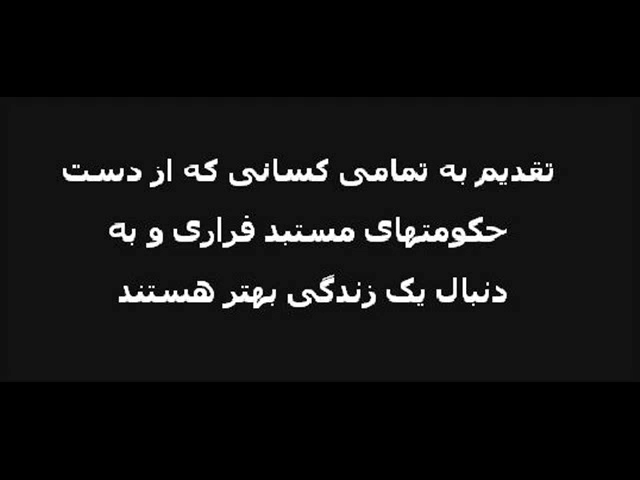 تقدیم به تمامی کسانی که از دست
حکومتهای مستبد فراری و به
دنبال یک زندگی بهتر هستند